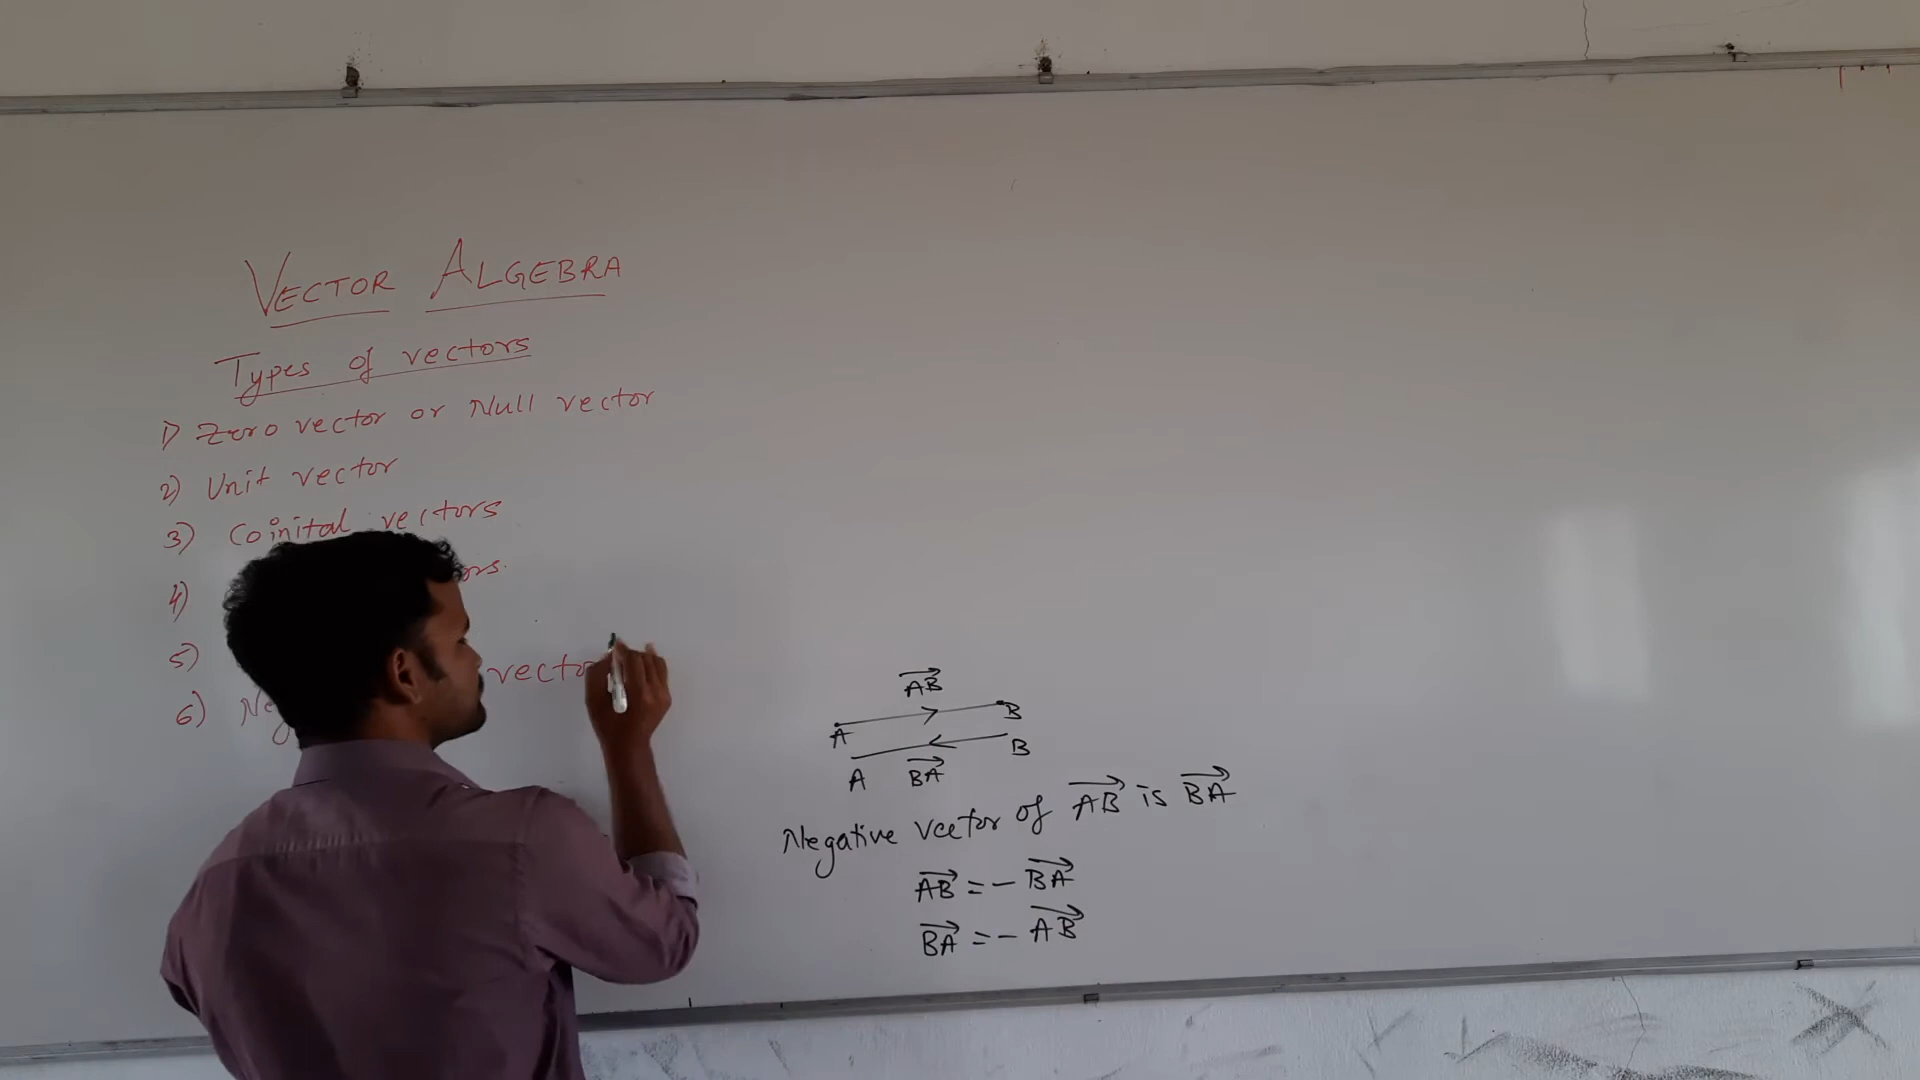 VECTOR ALGEBRA
Types of vectors
1) Zero vector or Null vector
2) Unit vector
3) Coinital vectors
4)
5)
6)
AB
A B
A B
BA
Negative vector of AB is BA
AB = - BA
BA = - AB